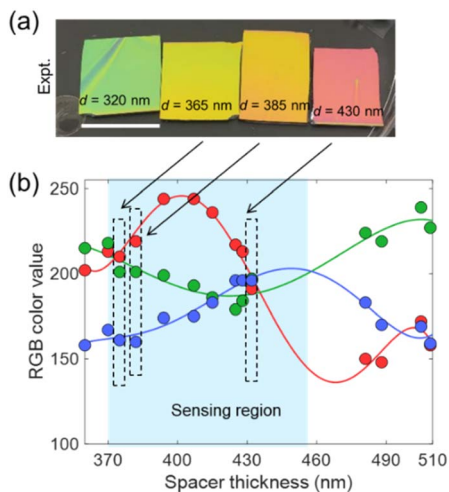 (a)
Expt.
d = 320 nm
d = 365 nm
d = 385 nm
d = 430 nm
(b)
250
200
150
100
RGB color value
Sensing region
370 400 430 460 490 510
Spacer thickness (nm)